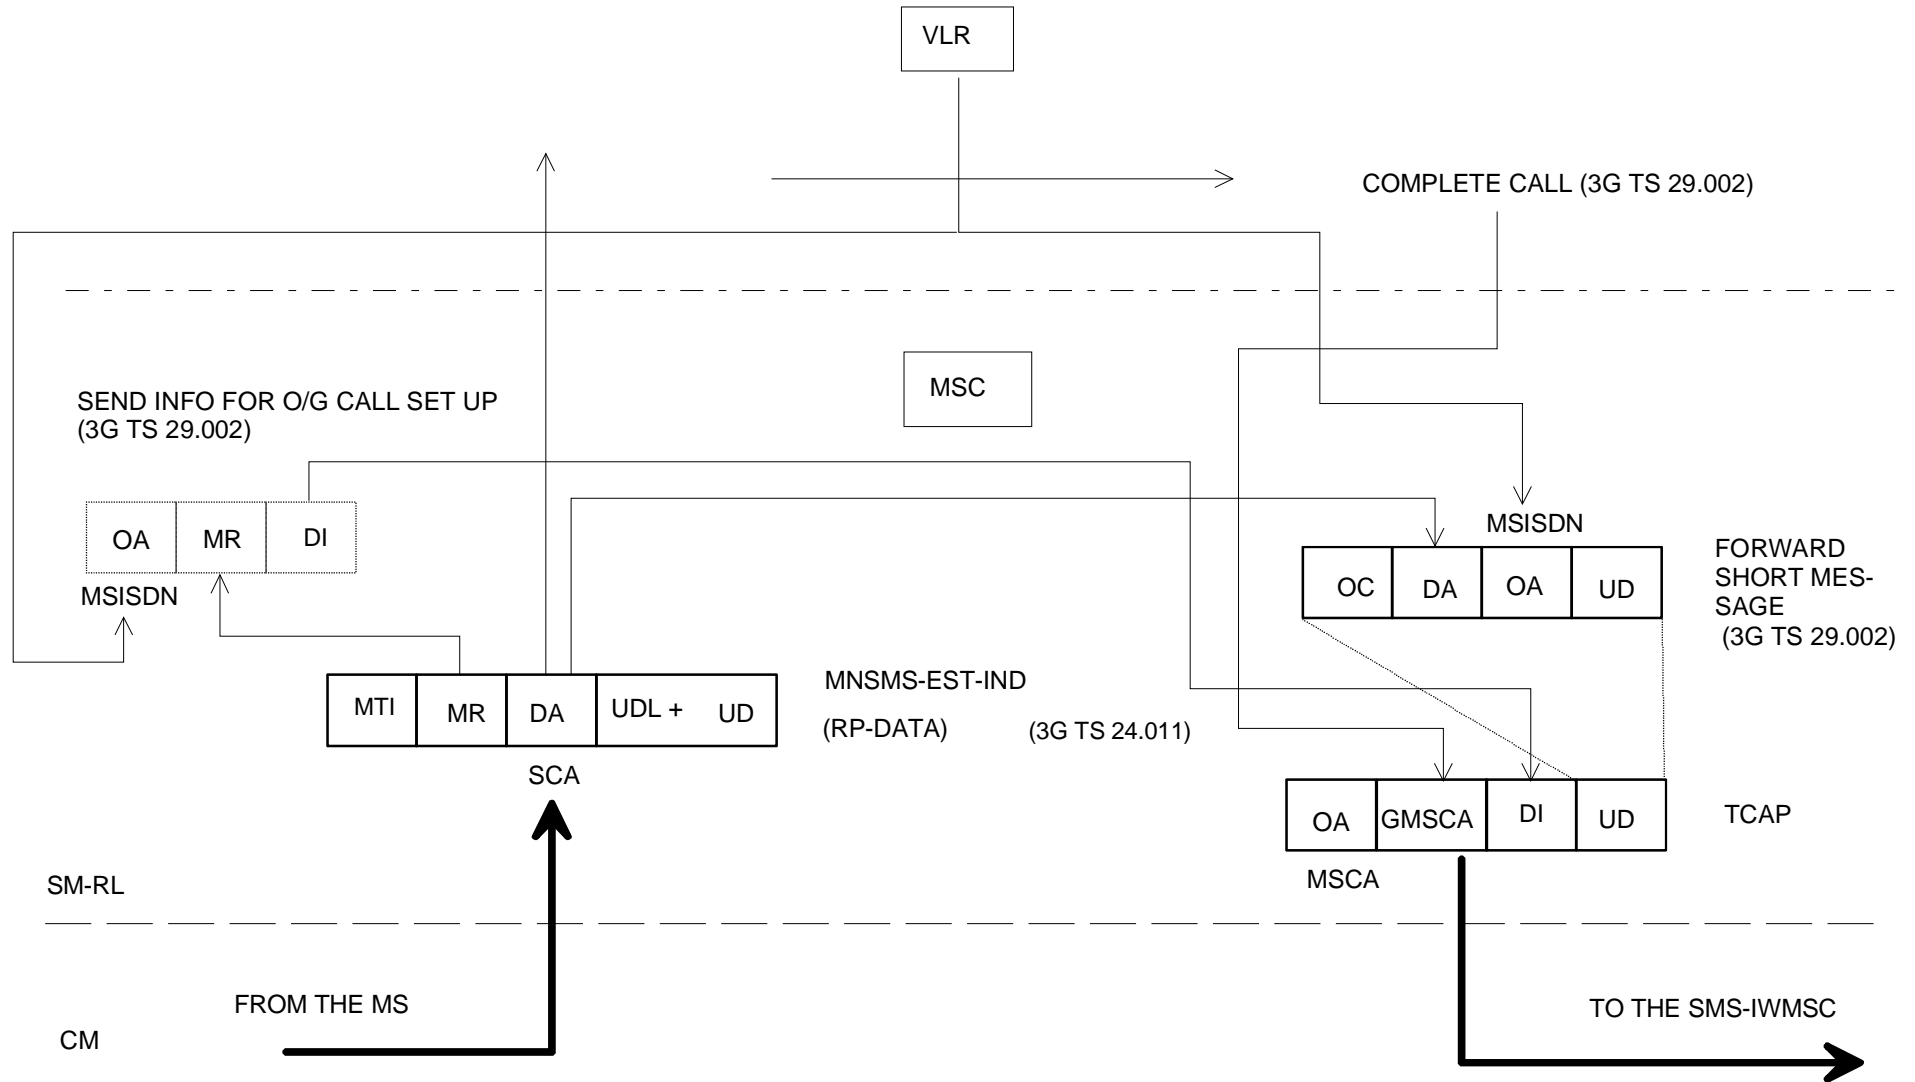 VLR
COMPLETE CALL (3G TS 29.002)
MSC
SEND INFO FOR O/G CALL SET UP
(3G TS 29.002)
OA MR DI
MSISDN
MSISDN
OC DA OA UD
FORWARD
SHORT MES-
SAGE
(3G TS 29.002)
MTI MR DA UDL + UD
MNSMS-EST-IND
(RP-DATA) (3G TS 24.011)
SCA
OA GMSCA DI UD
TCAP
MSCA
SM-RL
FROM THE MS
TO THE SMS-IWMSC
CM